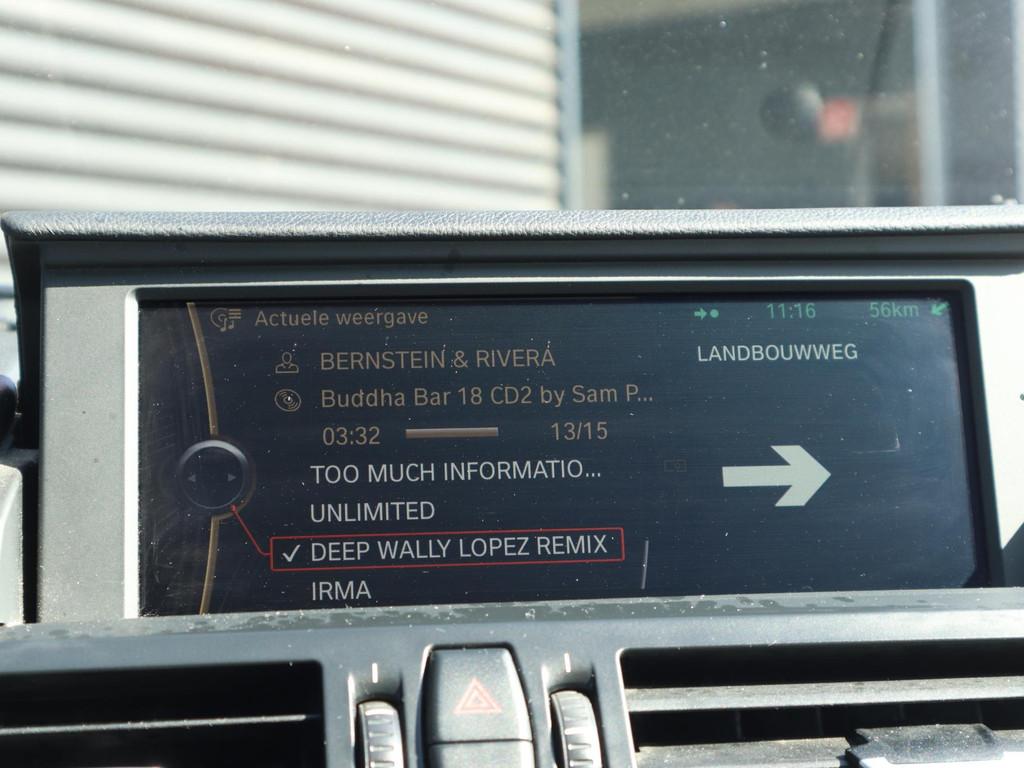 Actuele weergave 11:16 56km
BERNSTEIN & RIVERA
LANDBOUWWEG
Buddha Bar 18 CD2 by Sam P...
03:32 13/15
TOO MUCH INFORMATIO...
UNLIMITED
✓ DEEP WALLY LOPEZ REMIX
IRMA